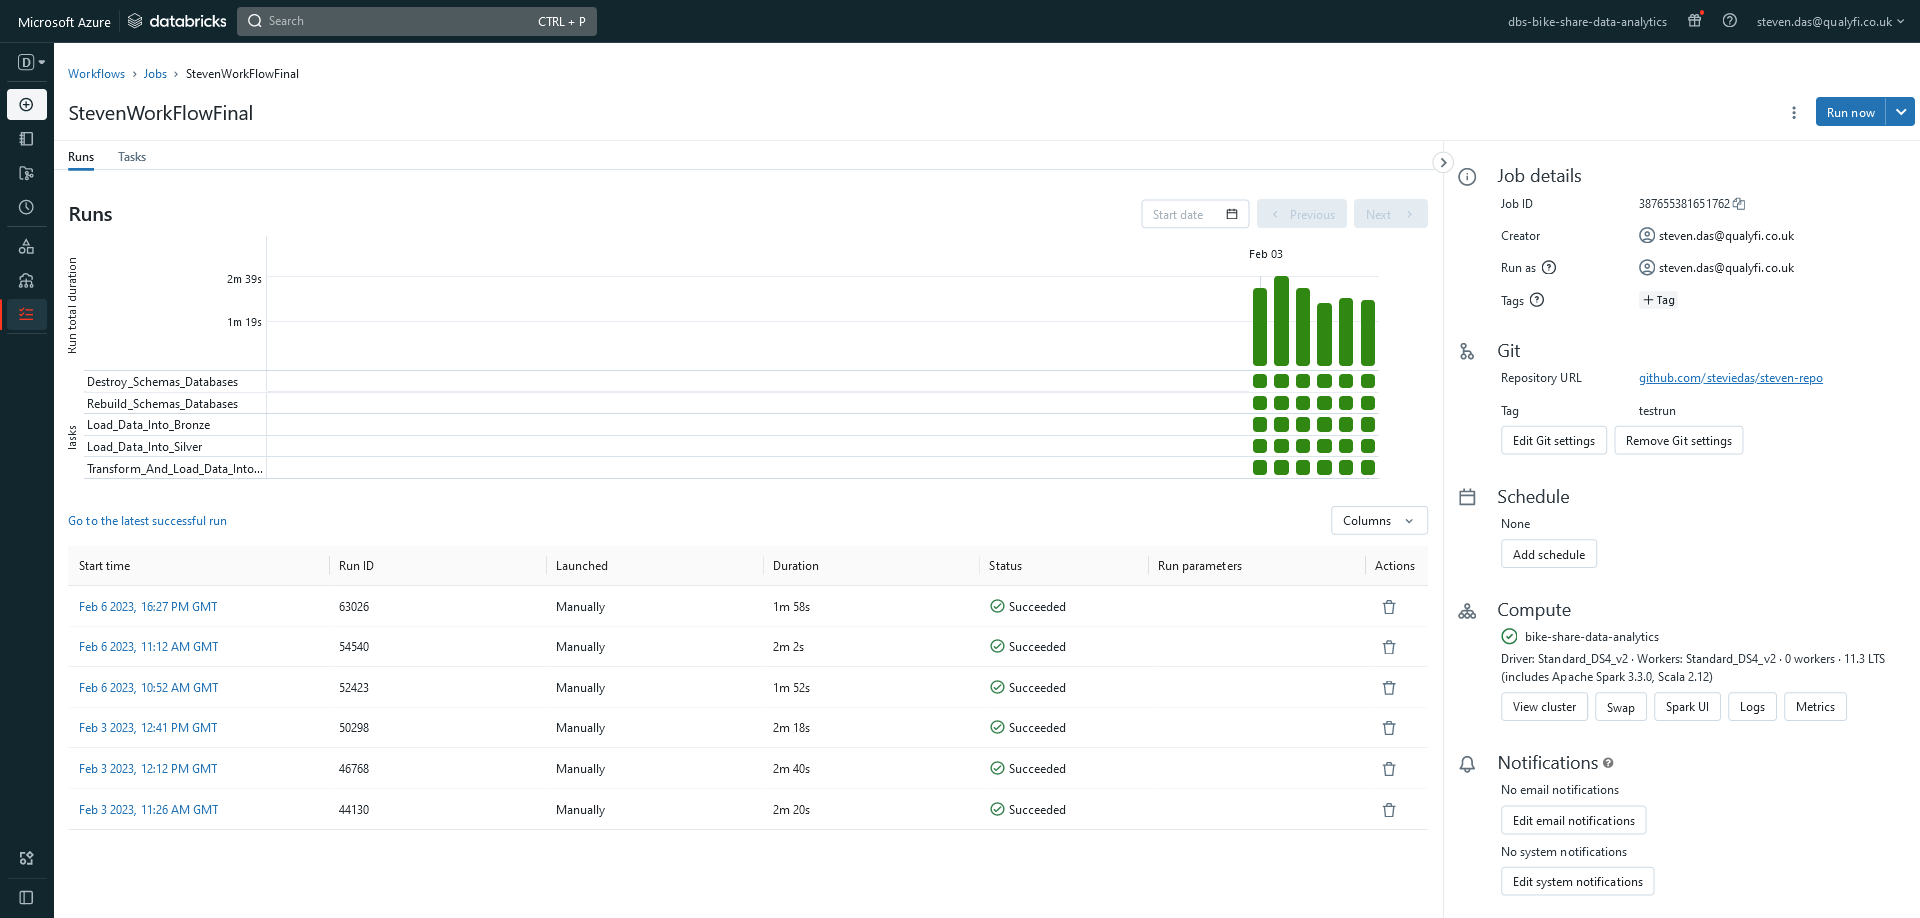 Microsoft Azure
databricks
Search
CTRL + P
dbs-bike-share-data-analytics
steven.das@qualyfi.co.uk
D
Workflows › Jobs › StevenWorkFlowFinal
StevenWorkFlowFinal
Run now
Runs
Tasks
Runs
Start date
Previous
Next
Run total duration
Feb 03
2m 39s
1m 19s
Tasks
Destroy_Schemas_Databases
Rebuild_Schemas_Databases
Load_Data_Into_Bronze
Load_Data_Into_Silver
Transform_And_Load_Data_Into...
Go to the latest successful run
Columns
Start time Run ID Launched Duration Status Run parameters Actions
Feb 6 2023, 16:27 PM GMT 63026 Manually 1m 58s Succeeded
Feb 6 2023, 11:12 AM GMT 54540 Manually 2m 2s Succeeded
Feb 6 2023, 10:52 AM GMT 52423 Manually 1m 52s Succeeded
Feb 3 2023, 12:41 PM GMT 50298 Manually 2m 18s Succeeded
Feb 3 2023, 12:12 PM GMT 46768 Manually 2m 40s Succeeded
Feb 3 2023, 11:26 AM GMT 44130 Manually 2m 20s Succeeded
Job details
Job ID 387655381651762
Creator steven.das@qualyfi.co.uk
Run as steven.das@qualyfi.co.uk
Tags + Tag
Git
Repository URL github.com/steviedas/steven-repo
Tag testrun
Edit Git settings Remove Git settings
Schedule
None
Add schedule
Compute
bike-share-data-analytics
Driver: Standard_DS4_v2 · Workers: Standard_DS4_v2 · 0 workers · 11.3 LTS
(includes Apache Spark 3.3.0, Scala 2.12)
View cluster Swap Spark UI Logs Metrics
Notifications
No email notifications
Edit email notifications
No system notifications
Edit system notifications